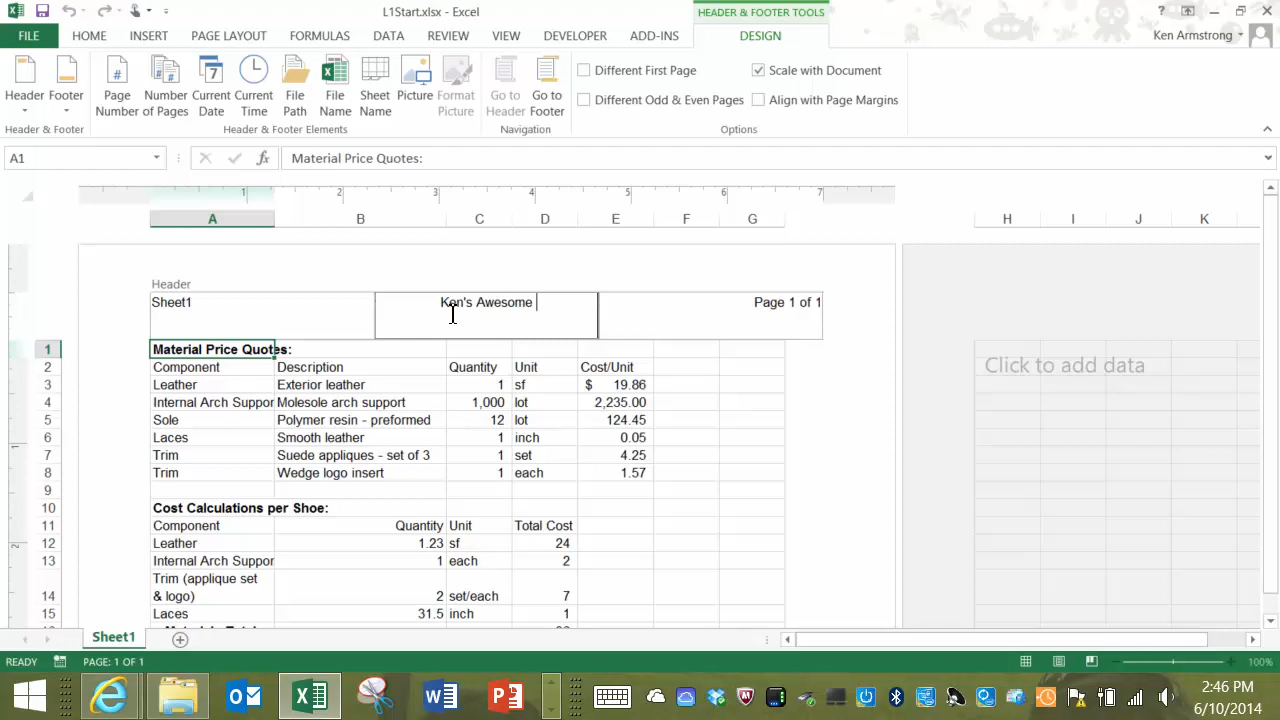 L1Start.xlsx - Excel
HEADER & FOOTER TOOLS
?
FILE HOME INSERT PAGE LAYOUT FORMULAS DATA REVIEW VIEW DEVELOPER ADD-INS DESIGN Ken Armstrong
Header Footer Page Number Number of Pages Current Date Current Time File Path File Name Sheet Name Picture Format Picture Go to Header Go to Footer
Different First Page Scale with Document
Different Odd & Even Pages Align with Page Margins
Header & Footer Header & Footer Elements Navigation Options
A1 fx Material Price Quotes:
1 2 3 4 5 6 7
A B C D E F G H I J K
Header
Sheet1 Ken's Awesome Page 1 of 1
1 Material Price Quotes:
2 Component Description Quantity Unit Cost/Unit
Click to add data
3 Leather Exterior leather 1 sf $ 19.86
4 Internal Arch Suppor Molesole arch support 1,000 lot 2,235.00
5 Sole Polymer resin - preformed 12 lot 124.45
6 Laces Smooth leather 1 inch 0.05
7 Trim Suede appliques - set of 3 1 set 4.25
8 Trim Wedge logo insert 1 each 1.57
9
10 Cost Calculations per Shoe:
11 Component Quantity Unit Total Cost
12 Leather 1.23 sf 24
13 Internal Arch Suppor 1 each 2
Trim (applique set
14 & logo) 2 set/each 7
15 Laces 31.5 inch 1
Sheet1
READY PAGE: 1 OF 1 100%
2:46 PM
6/10/2014